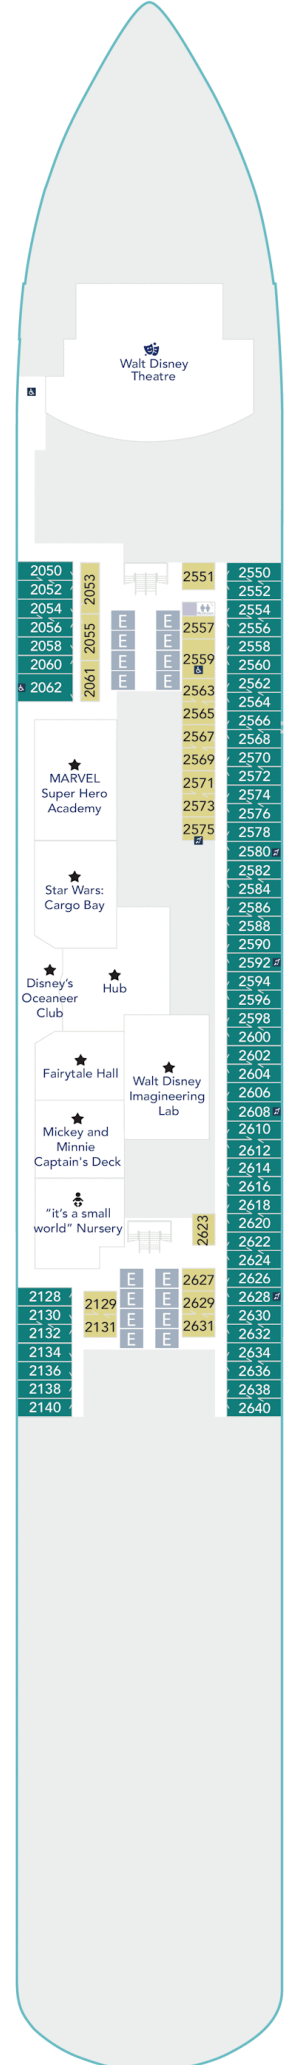 Walt Disney
Theatre
2050
2052
2054
2056
2058
2060
2062
2053
2055
2061
E E
E E
E E
E E
2551
2557
2559
2563
2565
2567
2569
2571
2573
2575
2550
2552
2554
2556
2558
2560
2562
2564
2566
2568
2570
2572
2574
2576
2578
2580
2582
2584
2586
2588
2590
2592
2594
2596
2598
2600
2602
2604
2606
2608
2610
2612
2614
2616
2618
2620
2622
2624
2626
2628
2630
2632
2634
2636
2638
2640
MARVEL
Super Hero
Academy
Star Wars:
Cargo Bay
Disney's
Oceaneer
Club
Hub
Fairytale Hall
Walt Disney
Imagineering
Lab
Mickey and
Minnie
Captain's Deck
"it's a small
world" Nursery
2623
2128
2130
2132
2134
2136
2138
2140
2129
2131
E E
E E
E E
E E
2627
2629
2631